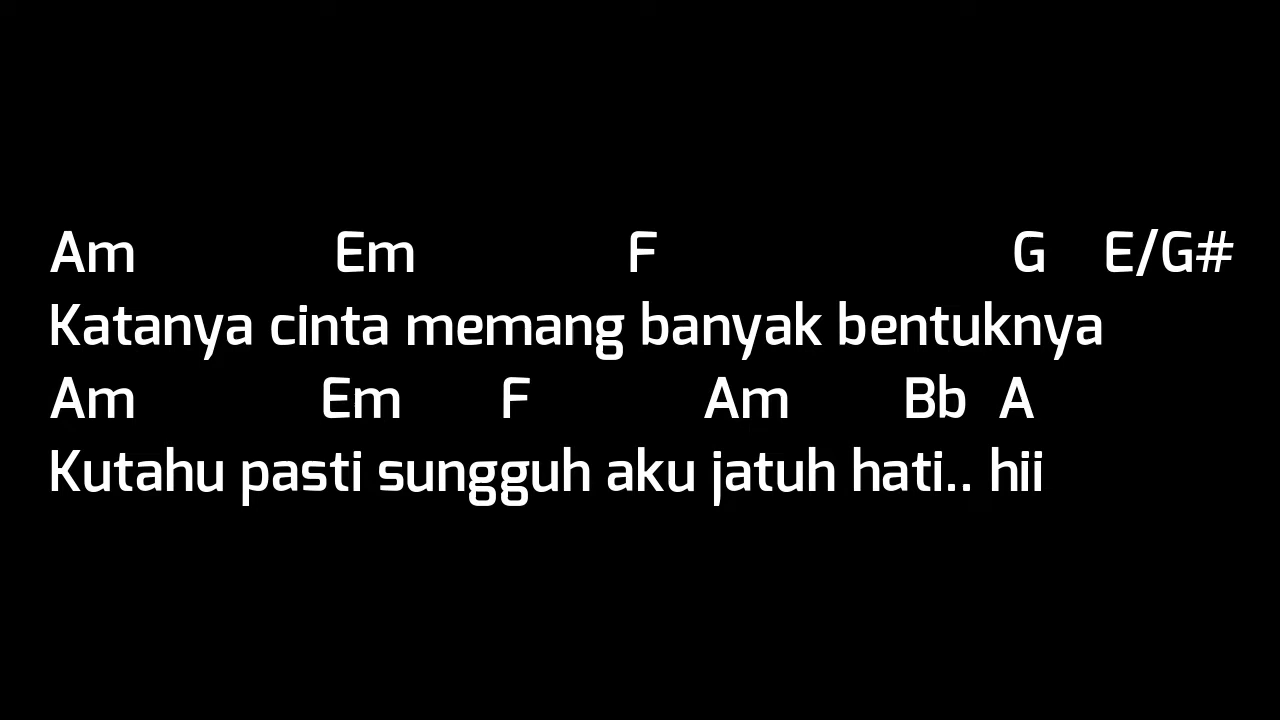 Am Em F G E/G#
Katanya cinta memang banyak bentuknya
Am Em F Am Bb A
Kutahu pasti sungguh aku jatuh hati.. hii